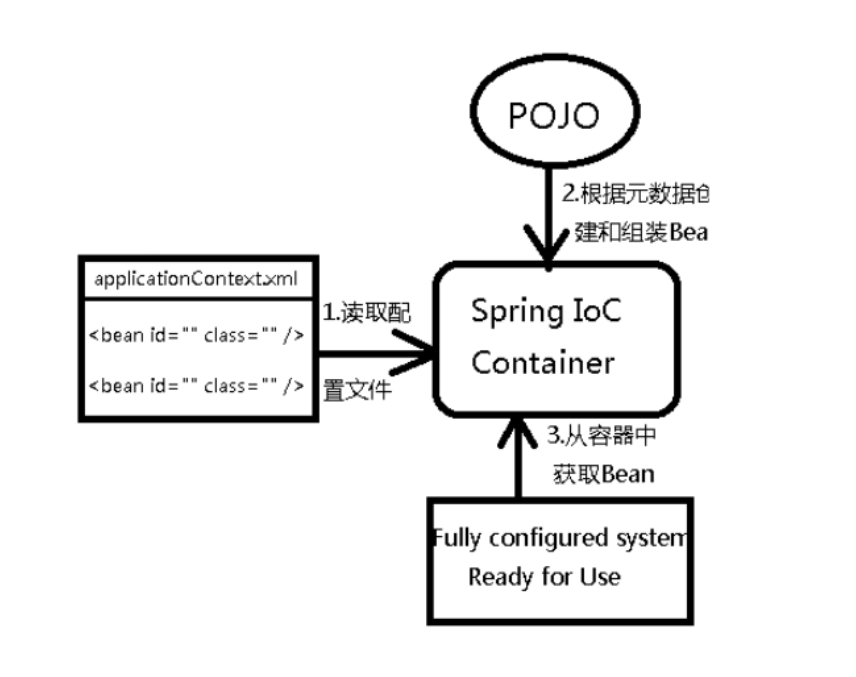 POJO
2.根据元数据创
建和组装Bea
applicationContext.xml
<bean id="" class="" />
<bean id="" class="" />
1.读取配
置文件
Spring IoC
Container
3.从容器中
获取Bean
Fully configured system
Ready for Use